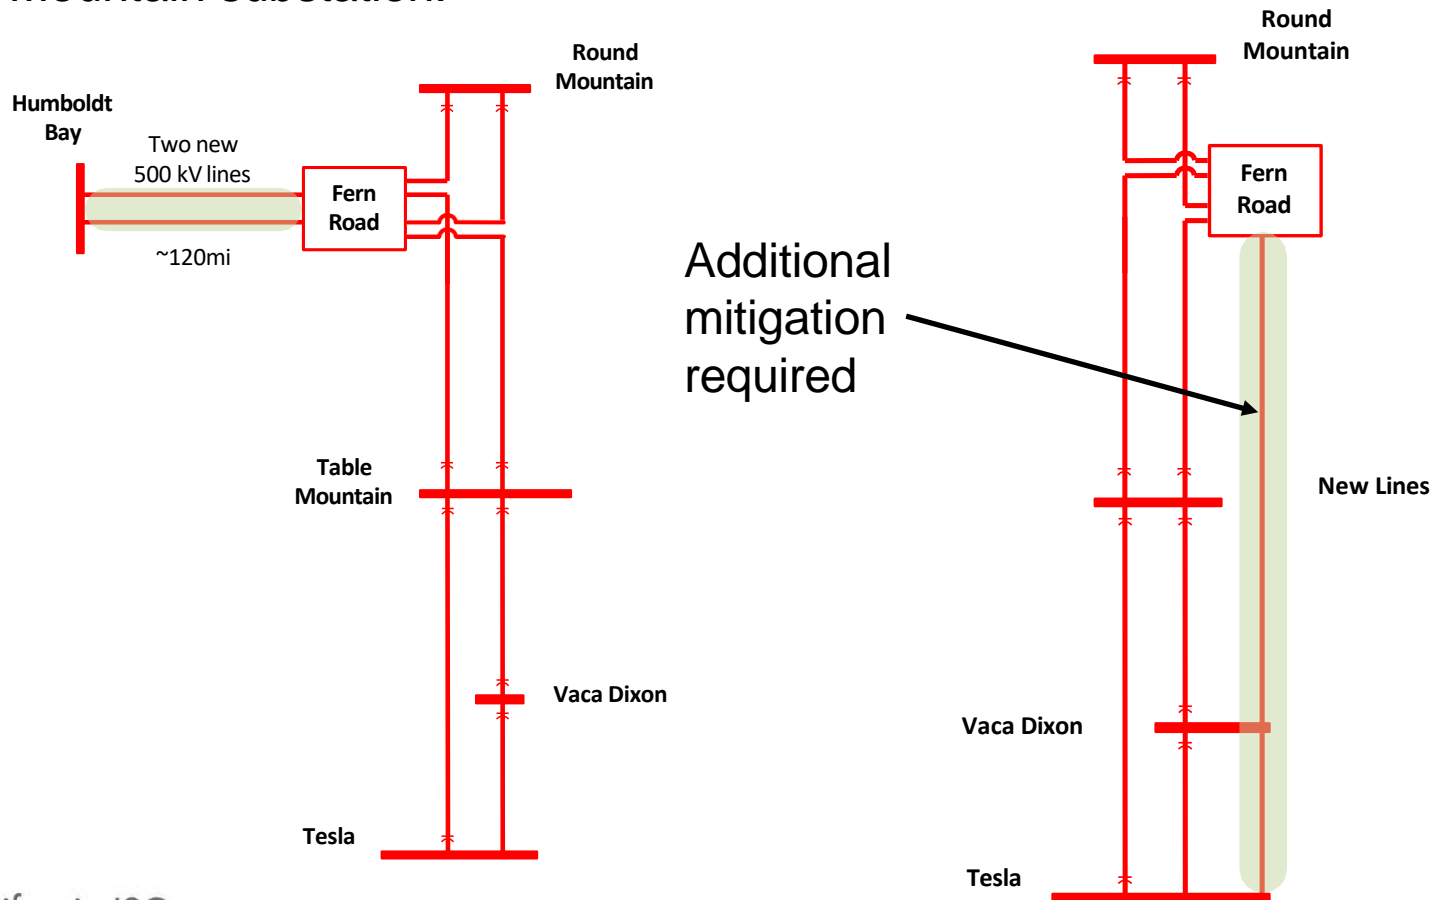 Round
Mountain
Humboldt
Bay
Two new
500 kV lines
Fern
Road
~120mi
Table
Mountain
Vaca Dixon
Tesla
Round
Mountain
Fern
Road
Additional
mitigation
required
New Lines
Vaca Dixon
Tesla